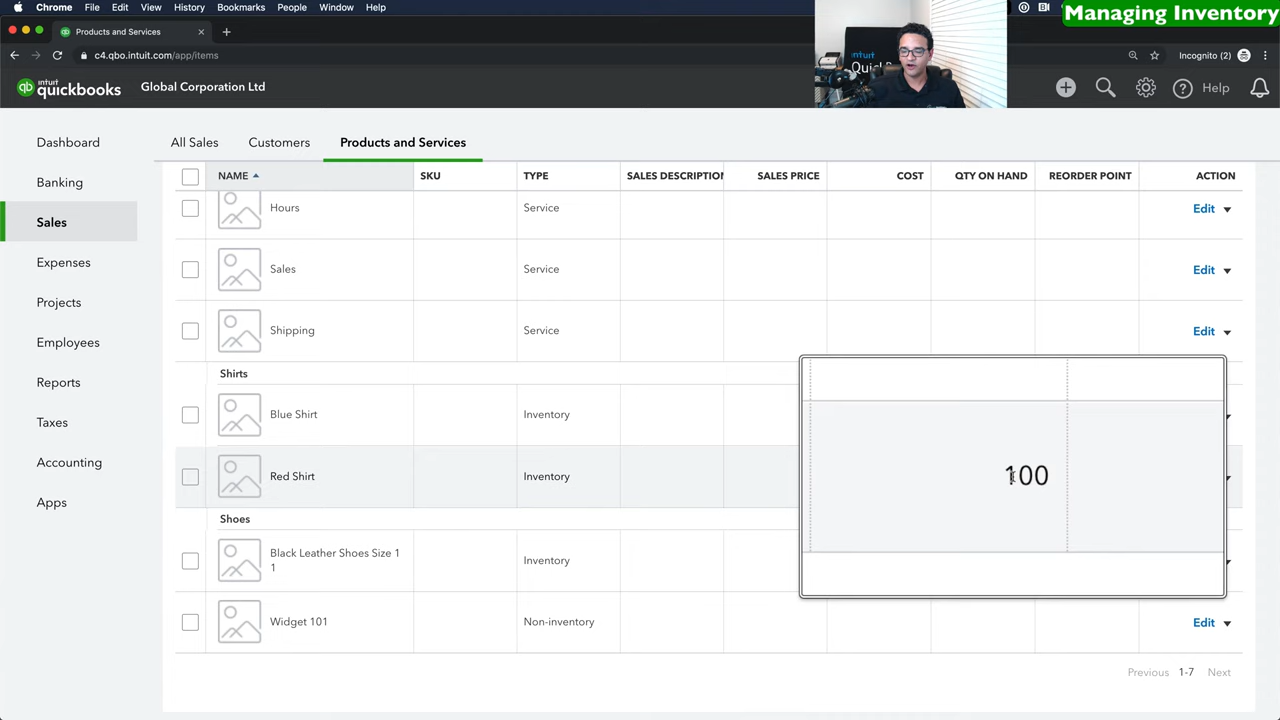 Chrome File Edit View History Bookmarks People Window Help
Managing Inventory
Products and Services
c4.qbo.intuit.com/app/items
Incognito (2)
intuit
intuit quickbooks
Global Corporation
Help
Dashboard
Banking
Sales
Expenses
Projects
Employees
Reports
Taxes
Accounting
Apps
All Sales Customers Products and Services
NAME SKU TYPE SALES DESCRIPTION SALES PRICE COST QTY ON HAND REORDER POINT ACTION
Hours Service Edit
Sales Service Edit
Shipping Service Edit
Shirts
Blue Shirt Inventory
Red Shirt Inventory 100
Shoes
Black Leather Shoes Size 1
1 Inventory
Widget 101 Non-inventory Edit
Previous 1-7 Next